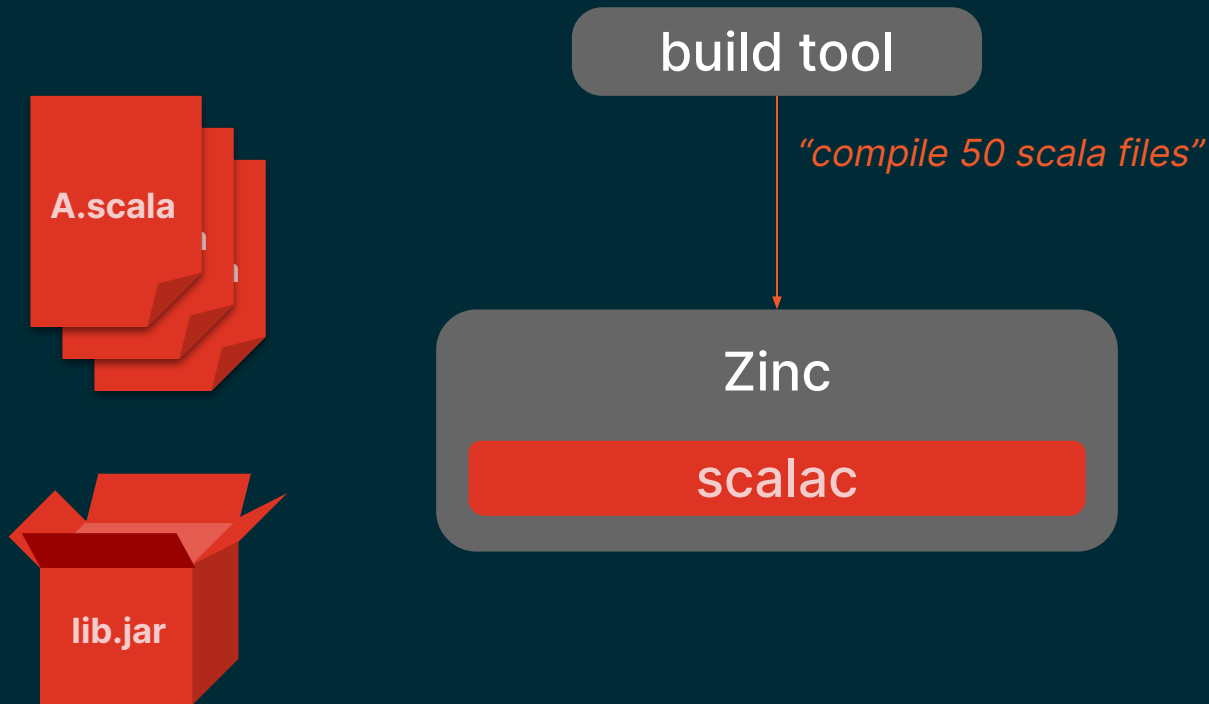 build tool
“compile 50 scala files”
A.scala
Zinc
scalac
lib.jar